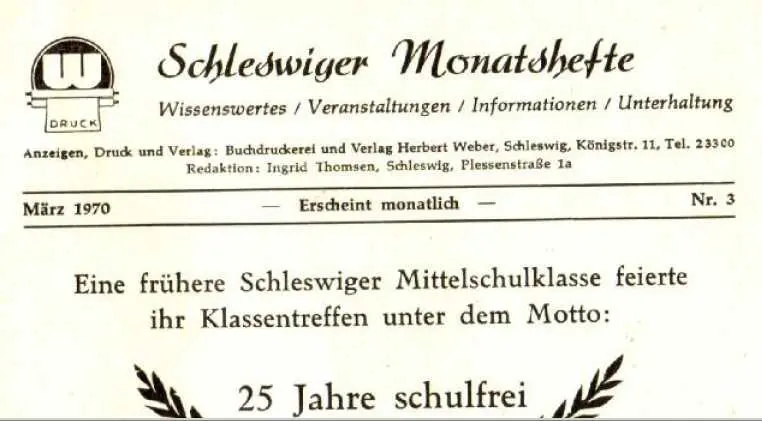 W
DRUCK
Schleswiger Monatshefte
Wissenswertes / Veranstaltungen / Informationen / Unterhaltung
Anzeigen, Druck und Verlag: Buchdruckerei und Verlag Herbert Weber, Schleswig, Königstr. 11, Tel. 23300
Redaktion: Ingrid Thomsen, Schleswig, Plessenstraße 1a
März 1970 — Erscheint monatlich — Nr. 3
Eine frühere Schleswiger Mittelschulklasse feierte
ihr Klassentreffen unter dem Motto:
25 Jahre schulfrei